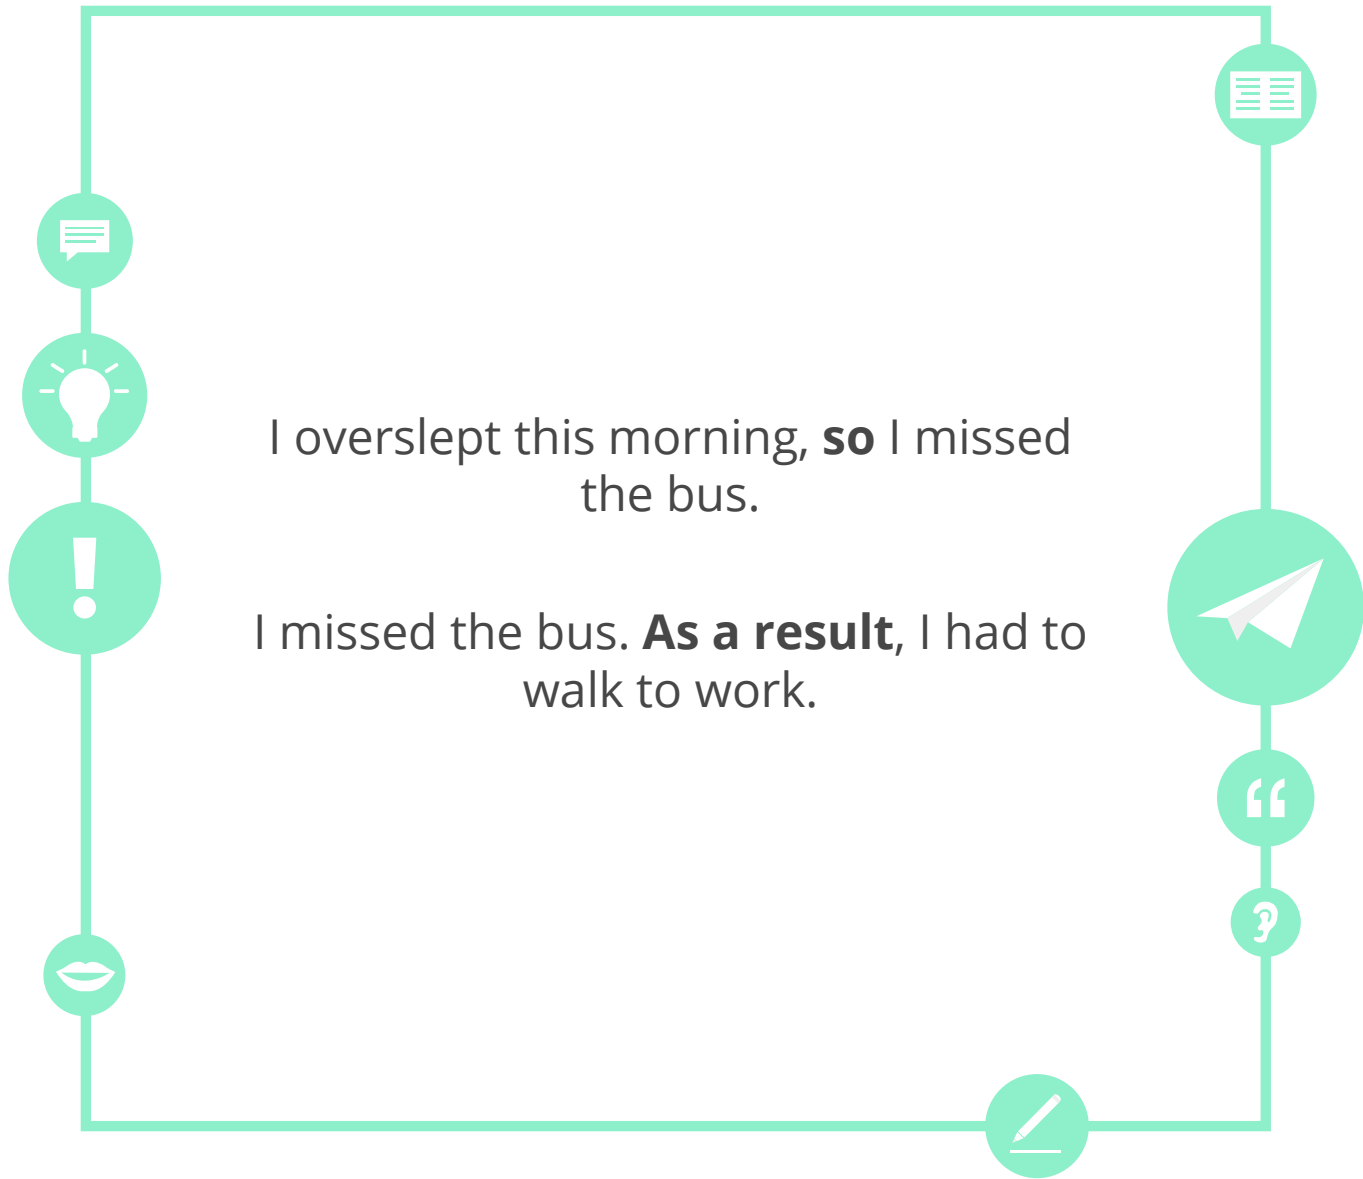 I overslept this morning, so I missed
the bus.
I missed the bus. As a result, I had to
walk to work.